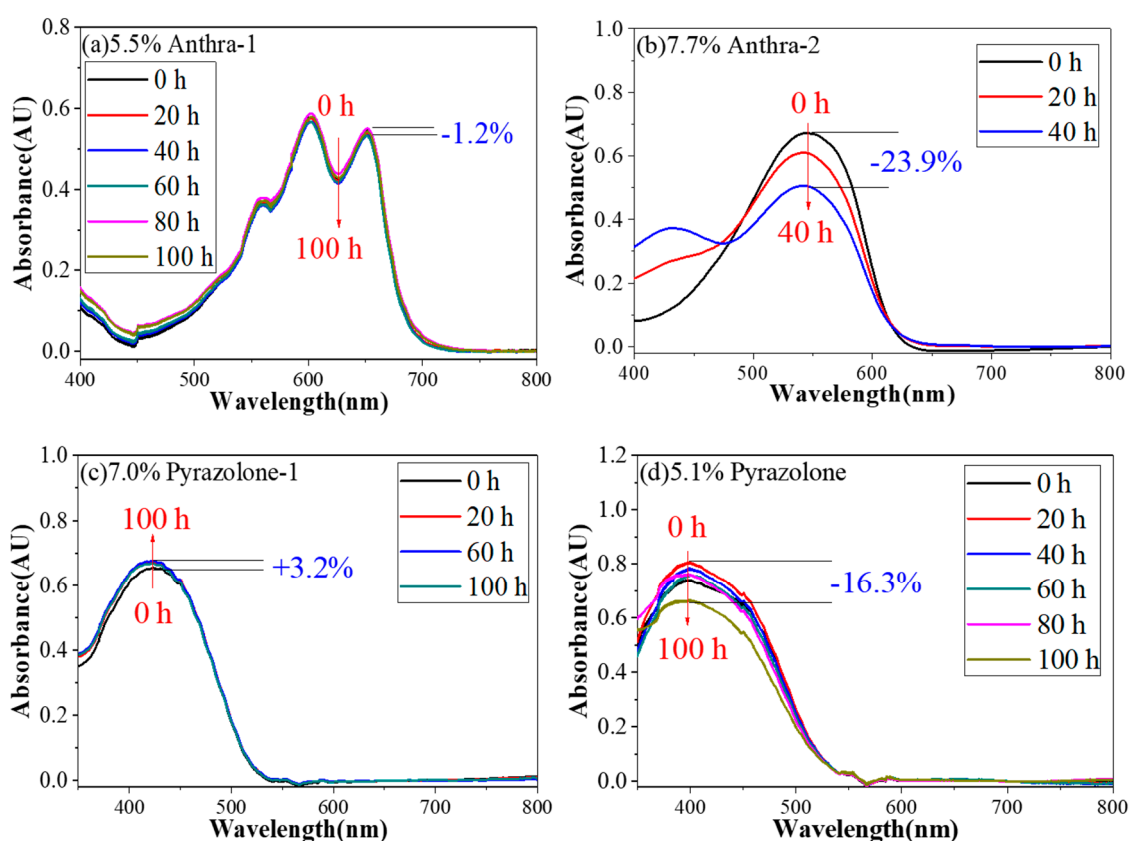 (a)5.5% Anthra-1
0 h
20 h
40 h
60 h
80 h
100 h
0 h
100 h
-1.2%
Absorbance(AU)
0.8
0.6
0.4
0.2
0.0
400 500 600 700 800
Wavelength(nm)
(b)7.7% Anthra-2
0 h
20 h
40 h
0 h
40 h
-23.9%
Absorbance(AU)
1.0
0.8
0.6
0.4
0.2
0.0
400 500 600 700 800
Wavelength(nm)
(c)7.0% Pyrazolone-1
0 h
20 h
60 h
100 h
100 h
0 h
+3.2%
Absorbance(AU)
1.0
0.8
0.6
0.4
0.2
0.0
400 500 600 700 800
Wavelength(nm)
(d)5.1% Pyrazolone
0 h
20 h
40 h
60 h
80 h
100 h
0 h
100 h
-16.3%
Absorbance(AU)
1.2
1.0
0.8
0.6
0.4
0.2
0.0
400 500 600 700 800
Wavelength(nm)